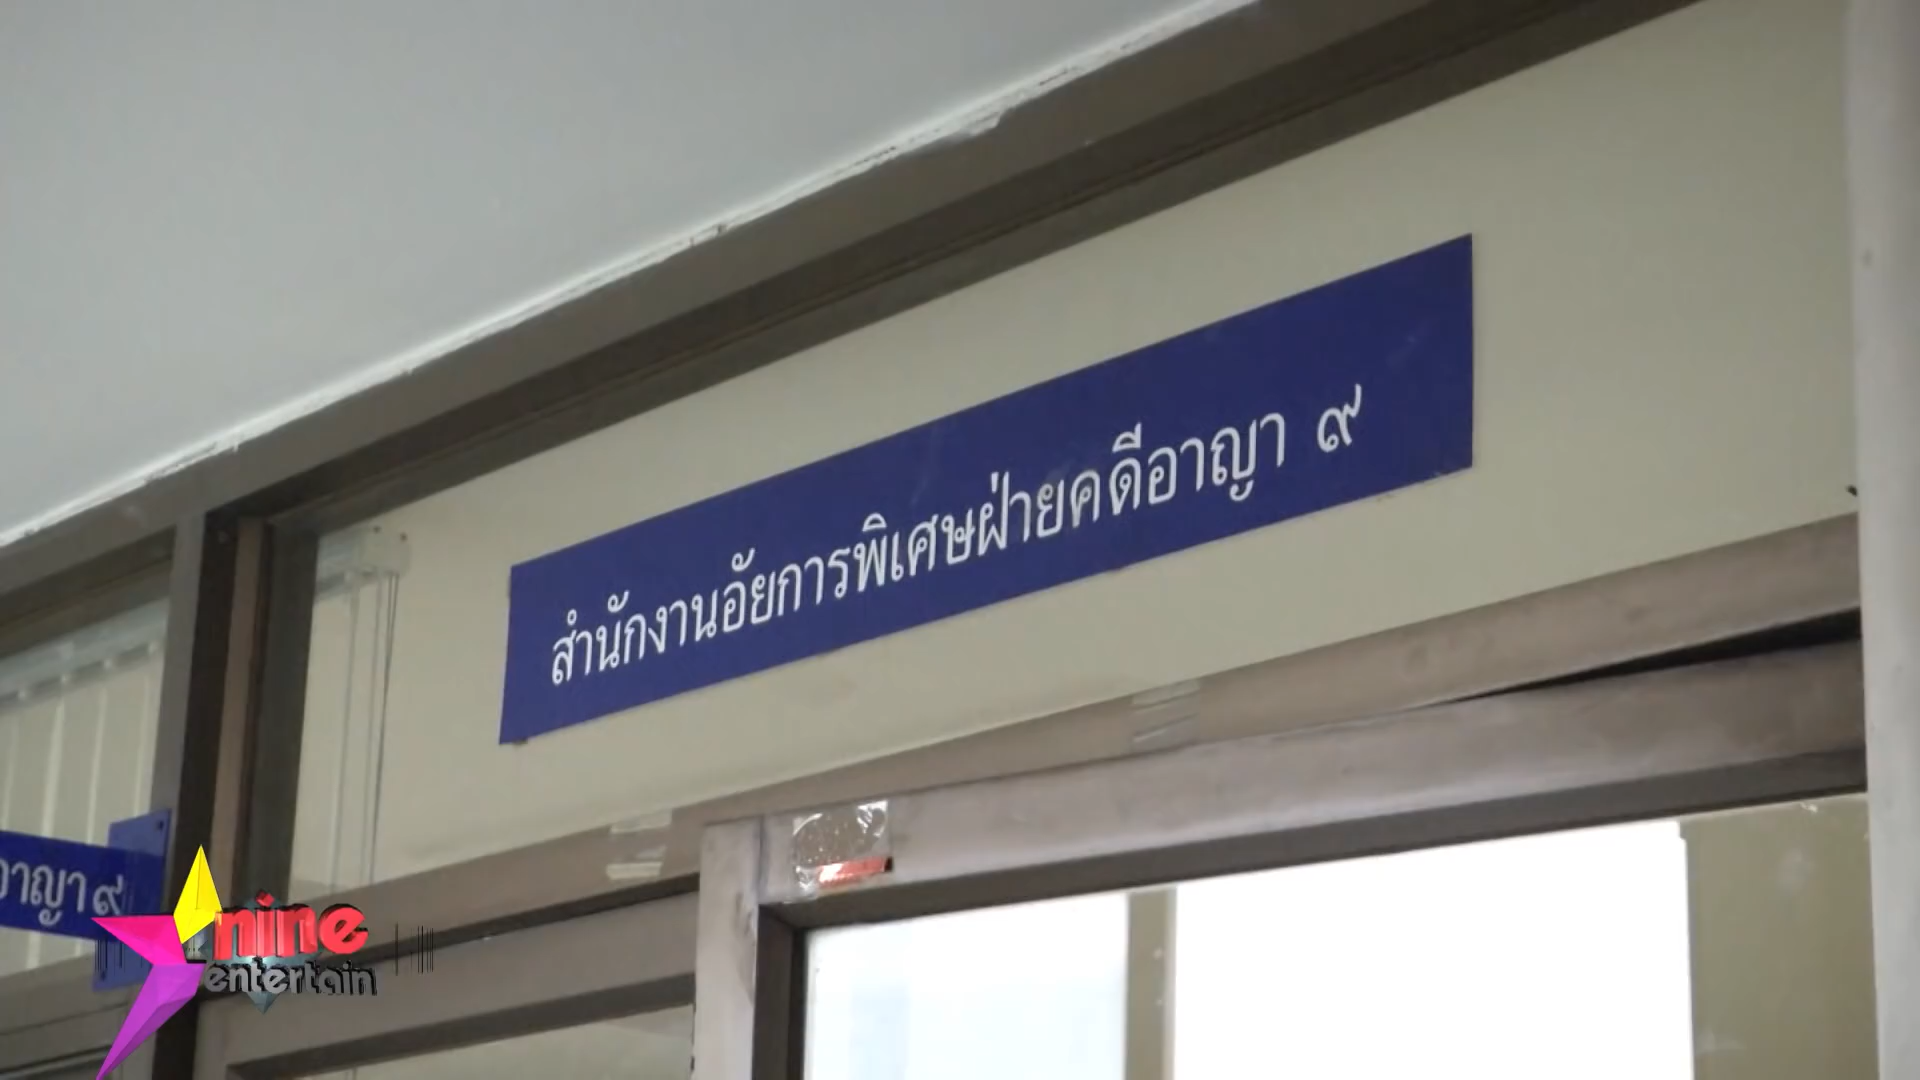 สำนักงานอัยการพิเศษฝ่ายคดีอาญา ๙
อาญา ๙
nine
entertain